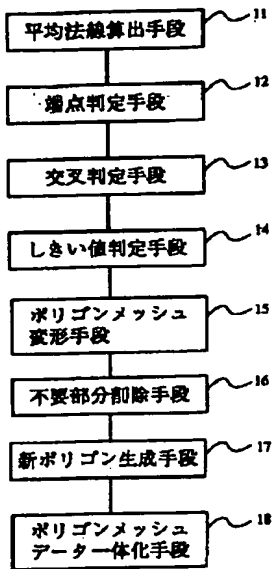 11
平均法線算出手段
12
端点判定手段
13
交叉判定手段
14
しきい値判定手段
15
ポリゴンメッシュ
変形手段
16
不要部分削除手段
17
新ポリゴン生成手段
18
ポリゴンメッシュ
データ一体化手段